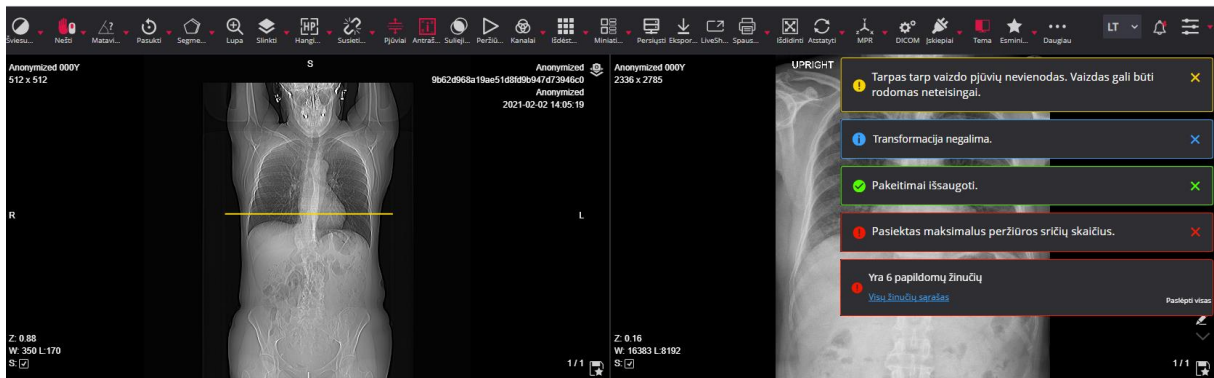 Šviesu...
Nešti
Matavi...
Pasukti
Segme...
Lupa
Slinkti
Hangi...
Susieti...
Pjūviai
Antraš...
Sulieji...
Peržiū...
Kanalai
Išdėst...
Miniati...
Persiųsti
Ekspor...
LiveSh...
Spaus...
Išdidinti
Atstatyti
MPR
DICOM
Įskiepiai
Tema
Esmini...
Daugiau
LT
Anonymized 000Y
512 x 512
S
Anonymized
9b62d968a19ae51d8fd9b947d73946c0
Anonymized
2021-02-02 14:05:19
R
L
Z: 0.88
W: 350 L:170
S:
1 / 1
Anonymized 000Y
2336 x 2785
UPRIGHT
Tarpas tarp vaizdo pjūvių nevienodas. Vaizdas gali būti
rodomas neteisingai.
Transformacija negalima.
Pakeitimai išsaugoti.
Pasiektas maksimalus peržiūros sričių skaičius.
Yra 6 papildomų žinučių
Visų žinučių sąrašas
Paslėpti visas
Z: 0.16
W: 16383 L:8192
S:
1 / 1